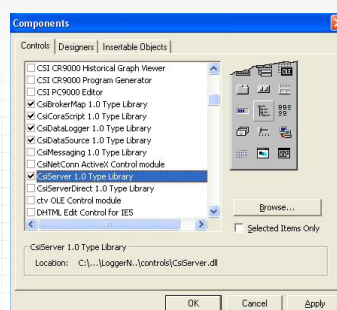 Components
Controls
Designers
Insertable Objects
CSI CR9000 Historical Graph Viewer
CSI CR9000 Program Generator
CSI PC9000 Editor
CsiBrokerMap 1.0 Type Library
CsiCoraScript 1.0 Type Library
CsiDataLogger 1.0 Type Library
CsiDataSource 1.0 Type Library
CsiMessaging 1.0 Type Library
CsiNetConn ActiveX Control module
CsiServer 1.0 Type Library
CsiServerDirect 1.0 Type Library
ctv OLE Control module
DHTML Edit Control for IE5
OLE
Browse...
Selected Items Only
CsiServer 1.0 Type Library
Location: C:\...\LoggerN..\controls\CsiServer.dll
OK
Cancel
Apply